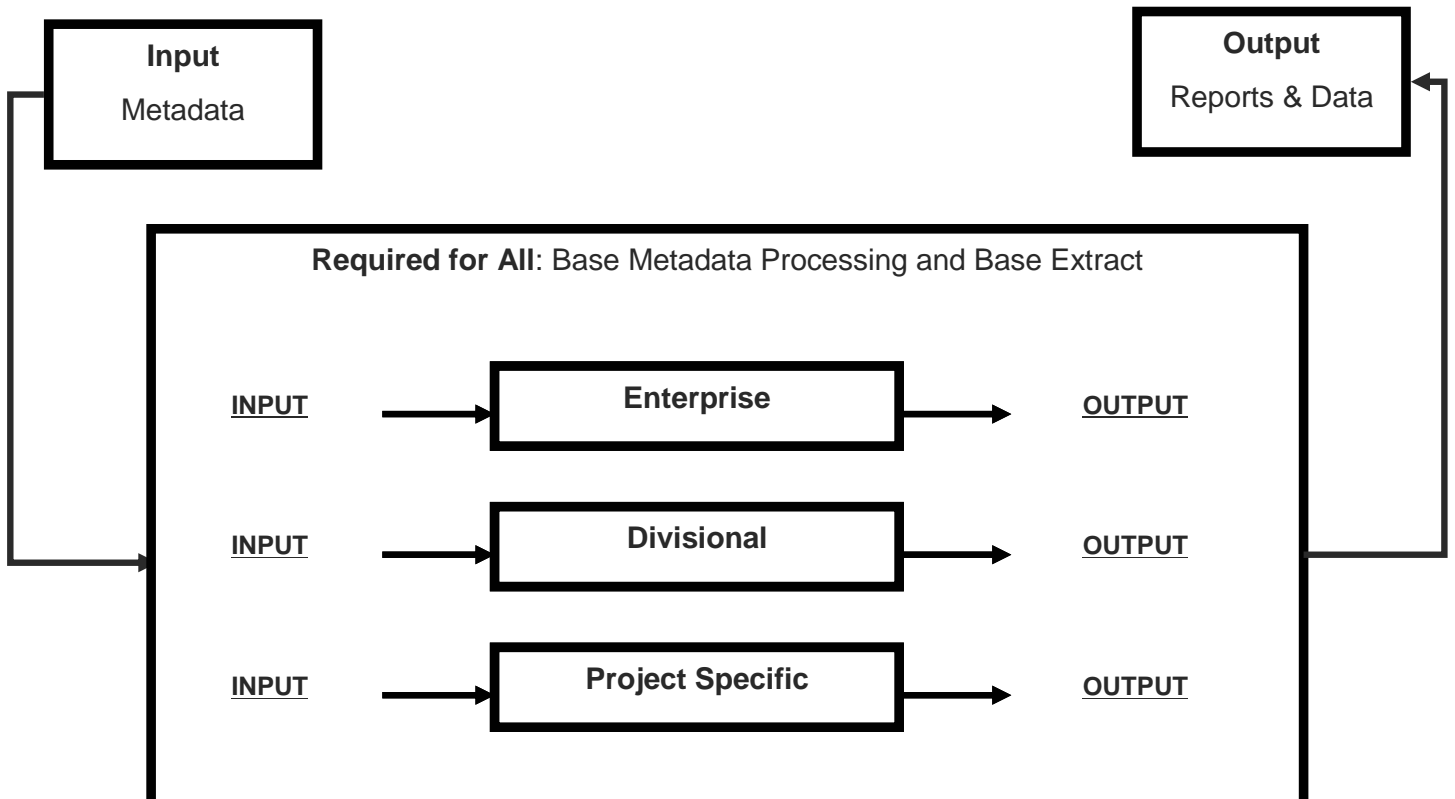 Input
Metadata
Output
Reports & Data
Required for All: Base Metadata Processing and Base Extract
INPUT
Enterprise
OUTPUT
INPUT
Divisional
OUTPUT
INPUT
Project Specific
OUTPUT